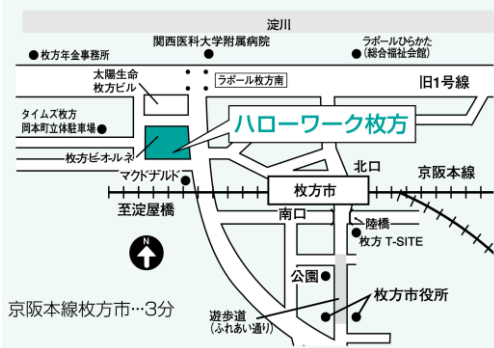 淀川
関西医科大学附属病院
ラポールひらかた
(総合福祉会館)
枚方年金事務所
太陽生命
枚方ビル
ラポール枚方南
旧1号線
タイムズ枚方
岡本町立体駐車場
ハローワーク枚方
枚方ビオルネ
北口
マクドナルド
京阪本線
枚方市
至淀屋橋
南口
陸橋
枚方 T-SITE
N
公園
枚方市役所
京阪本線枚方市…3分
遊歩道
(ふれあい通り)